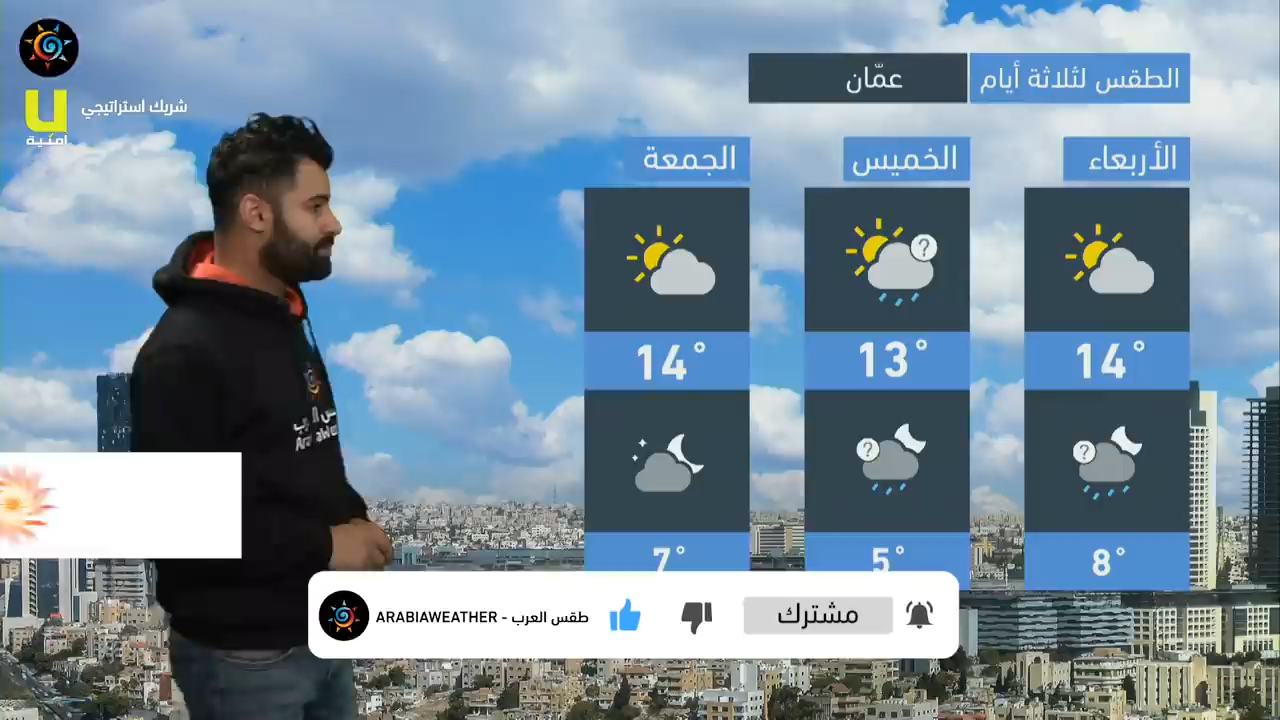 شريك استراتيجي
امنية
الطقس لثلاثة أيام
عمّان
الأربعاء
الخميس
الجمعة
14°
?
13°
14°
?
8°
?
5°
7°
ARABIAWEATHER - طقس العرب
مشترك